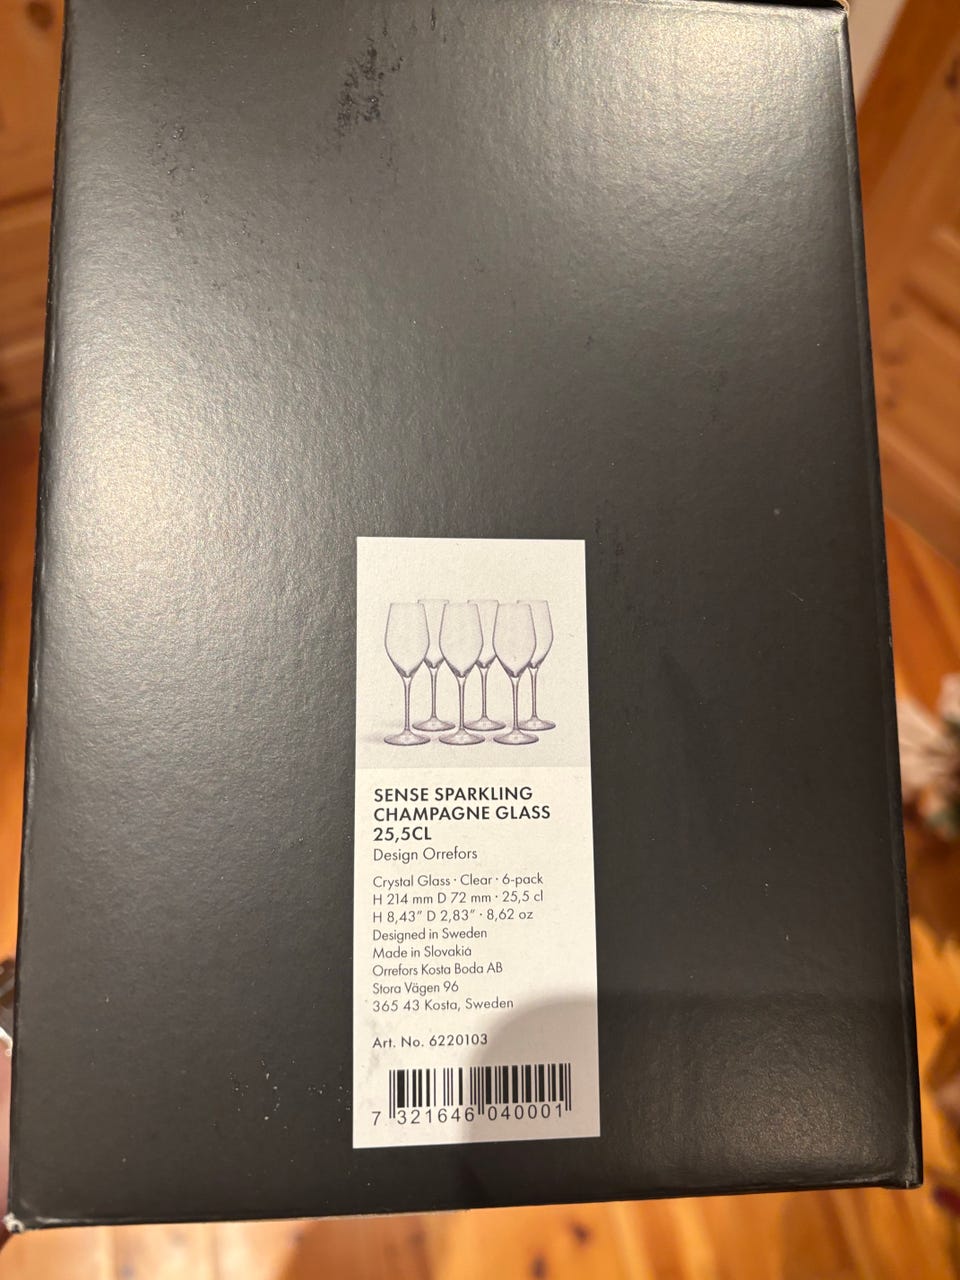 SENSE SPARKLING
CHAMPAGNE GLASS
25,5CL
Design Orrefors
Crystal Glass · Clear · 6-pack
H 214 mm D 72 mm · 25,5 cl
H 8,43″ D 2,83″ · 8,62 oz
Designed in Sweden
Made in Slovakia
Orrefors Kosta Boda AB
Stora Vägen 96
365 43 Kosta, Sweden
Art. No. 6220103
7 321646 040001